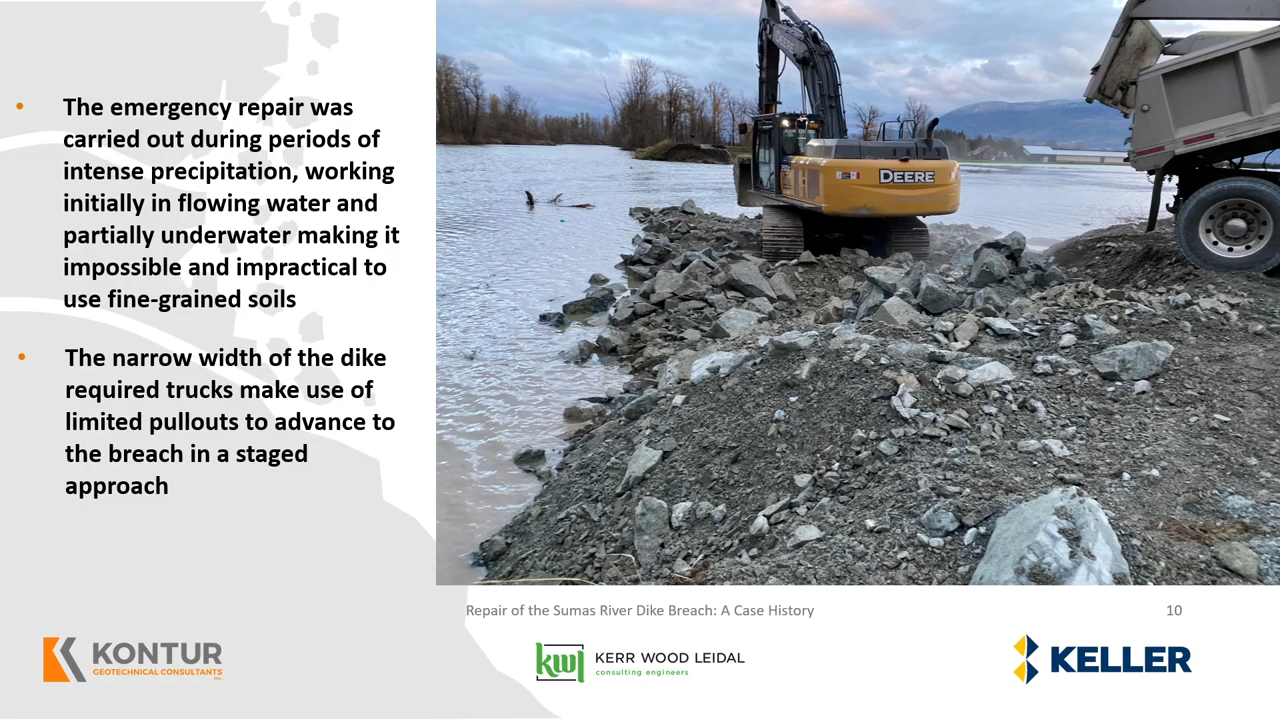 • The emergency repair was
carried out during periods of
intense precipitation, working
initially in flowing water and
partially underwater making it
impossible and impractical to
use fine-grained soils
• The narrow width of the dike
required trucks make use of
limited pullouts to advance to
the breach in a staged
approach
DEERE
Repair of the Sumas River Dike Breach: A Case History
10
KONTUR
GEOTECHNICAL CONSULTANTS
INC.
kwl
KERR WOOD LEIDAL
consulting engineers
KELLER